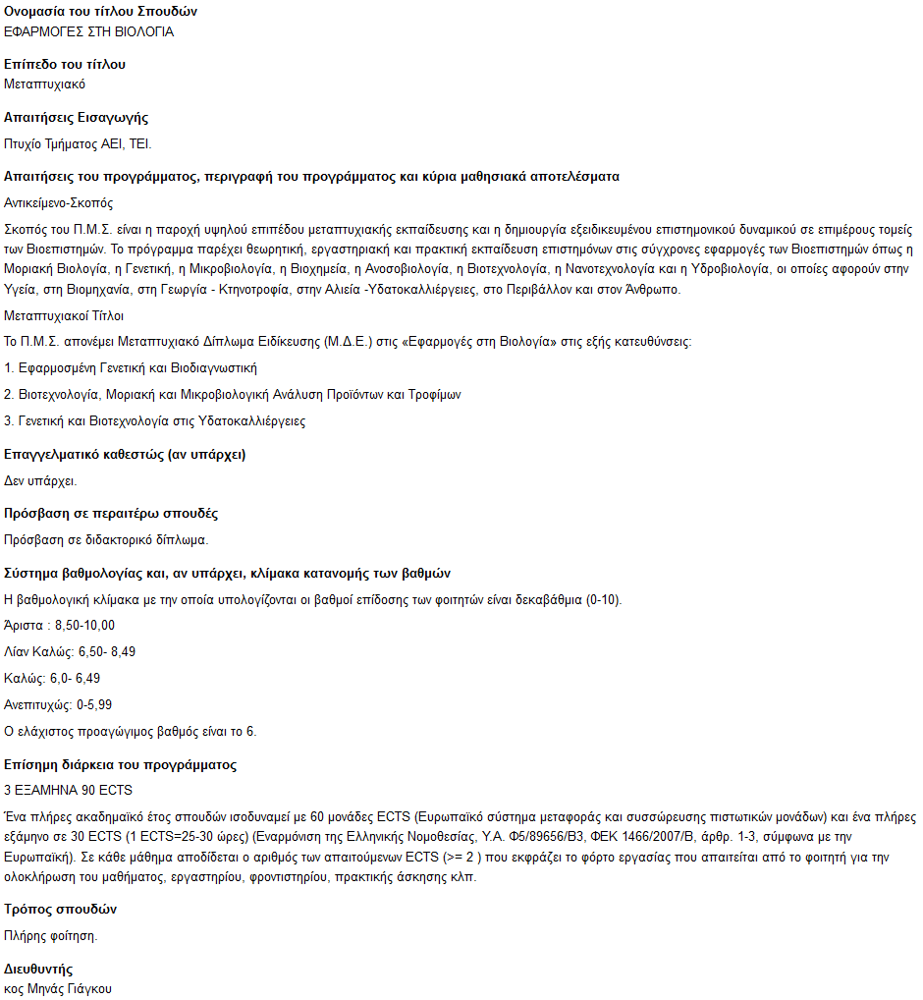 Ονομασία του τίτλου Σπουδών
ΕΦΑΡΜΟΓΕΣ ΣΤΗ ΒΙΟΛΟΓΙΑ
Επίπεδο του τίτλου
Μεταπτυχιακό
Απαιτήσεις Εισαγωγής
Πτυχίο Τμήματος ΑΕΙ, ΤΕΙ.
Απαιτήσεις του προγράμματος, περιγραφή του προγράμματος και κύρια μαθησιακά αποτελέσματα
Αντικείμενο-Σκοπός
Σκοπός του Π.Μ.Σ. είναι η παροχή υψηλού επιπέδου μεταπτυχιακής εκπαίδευσης και η δημιουργία εξειδικευμένου επιστημονικού δυναμικού σε επιμέρους τομείς
των Βιοεπιστημών. Το πρόγραμμα παρέχει θεωρητική, εργαστηριακή και πρακτική εκπαίδευση επιστημόνων στις σύγχρονες εφαρμογές των Βιοεπιστημών όπως η
Μοριακή Βιολογία, η Γενετική, η Μικροβιολογία, η Βιοχημεία, η Ανοσοβιολογία, η Βιοτεχνολογία, η Νανοτεχνολογία και η Υδροβιολογία, οι οποίες αφορούν στην
Υγεία, στη Βιομηχανία, στη Γεωργία - Κτηνοτροφία, στην Αλιεία -Υδατοκαλλιέργειες, στο Περιβάλλον και στον Άνθρωπο.
Μεταπτυχιακοί Τίτλοι
Το Π.Μ.Σ. απονέμει Μεταπτυχιακό Δίπλωμα Ειδίκευσης (Μ.Δ.Ε.) στις «Εφαρμογές στη Βιολογία» στις εξής κατευθύνσεις:
1. Εφαρμοσμένη Γενετική και Βιοδιαγνωστική
2. Βιοτεχνολογία, Μοριακή και Μικροβιολογική Ανάλυση Προϊόντων και Τροφίμων
3. Γενετική και Βιοτεχνολογία στις Υδατοκαλλιέργειες
Επαγγελματικό καθεστώς (αν υπάρχει)
Δεν υπάρχει.
Πρόσβαση σε περαιτέρω σπουδές
Πρόσβαση σε διδακτορικό δίπλωμα.
Σύστημα βαθμολογίας και, αν υπάρχει, κλίμακα κατανομής των βαθμών
Η βαθμολογική κλίμακα με την οποία υπολογίζονται οι βαθμοί επίδοσης των φοιτητών είναι δεκαβάθμια (0-10).
Άριστα : 8,50-10,00
Λίαν Καλώς: 6,50- 8,49
Καλώς: 6,0- 6,49
Ανεπιτυχώς: 0-5,99
Ο ελάχιστος προαγώγιμος βαθμός είναι το 6.
Επίσημη διάρκεια του προγράμματος
3 ΕΞΑΜΗΝΑ 90 ECTS
Ένα πλήρες ακαδημαϊκό έτος σπουδών ισοδυναμεί με 60 μονάδες ECTS (Ευρωπαϊκό σύστημα μεταφοράς και συσσώρευσης πιστωτικών μονάδων) και ένα πλήρες
εξάμηνο σε 30 ECTS (1 ECTS=25-30 ώρες) (Εναρμόνιση της Ελληνικής Νομοθεσίας, Υ.Α. Φ5/89656/Β3, ΦΕΚ 1466/2007/Β, άρθρ. 1-3, σύμφωνα με την
Ευρωπαϊκή). Σε κάθε μάθημα αποδίδεται ο αριθμός των απαιτούμενων ECTS (>= 2 ) που εκφράζει το φόρτο εργασίας που απαιτείται από το φοιτητή για την
ολοκλήρωση του μαθήματος, εργαστηρίου, φροντιστηρίου, πρακτικής άσκησης κλπ.
Τρόπος σπουδών
Πλήρης φοίτηση.
Διευθυντής
κος Μηνάς Γιάγκου